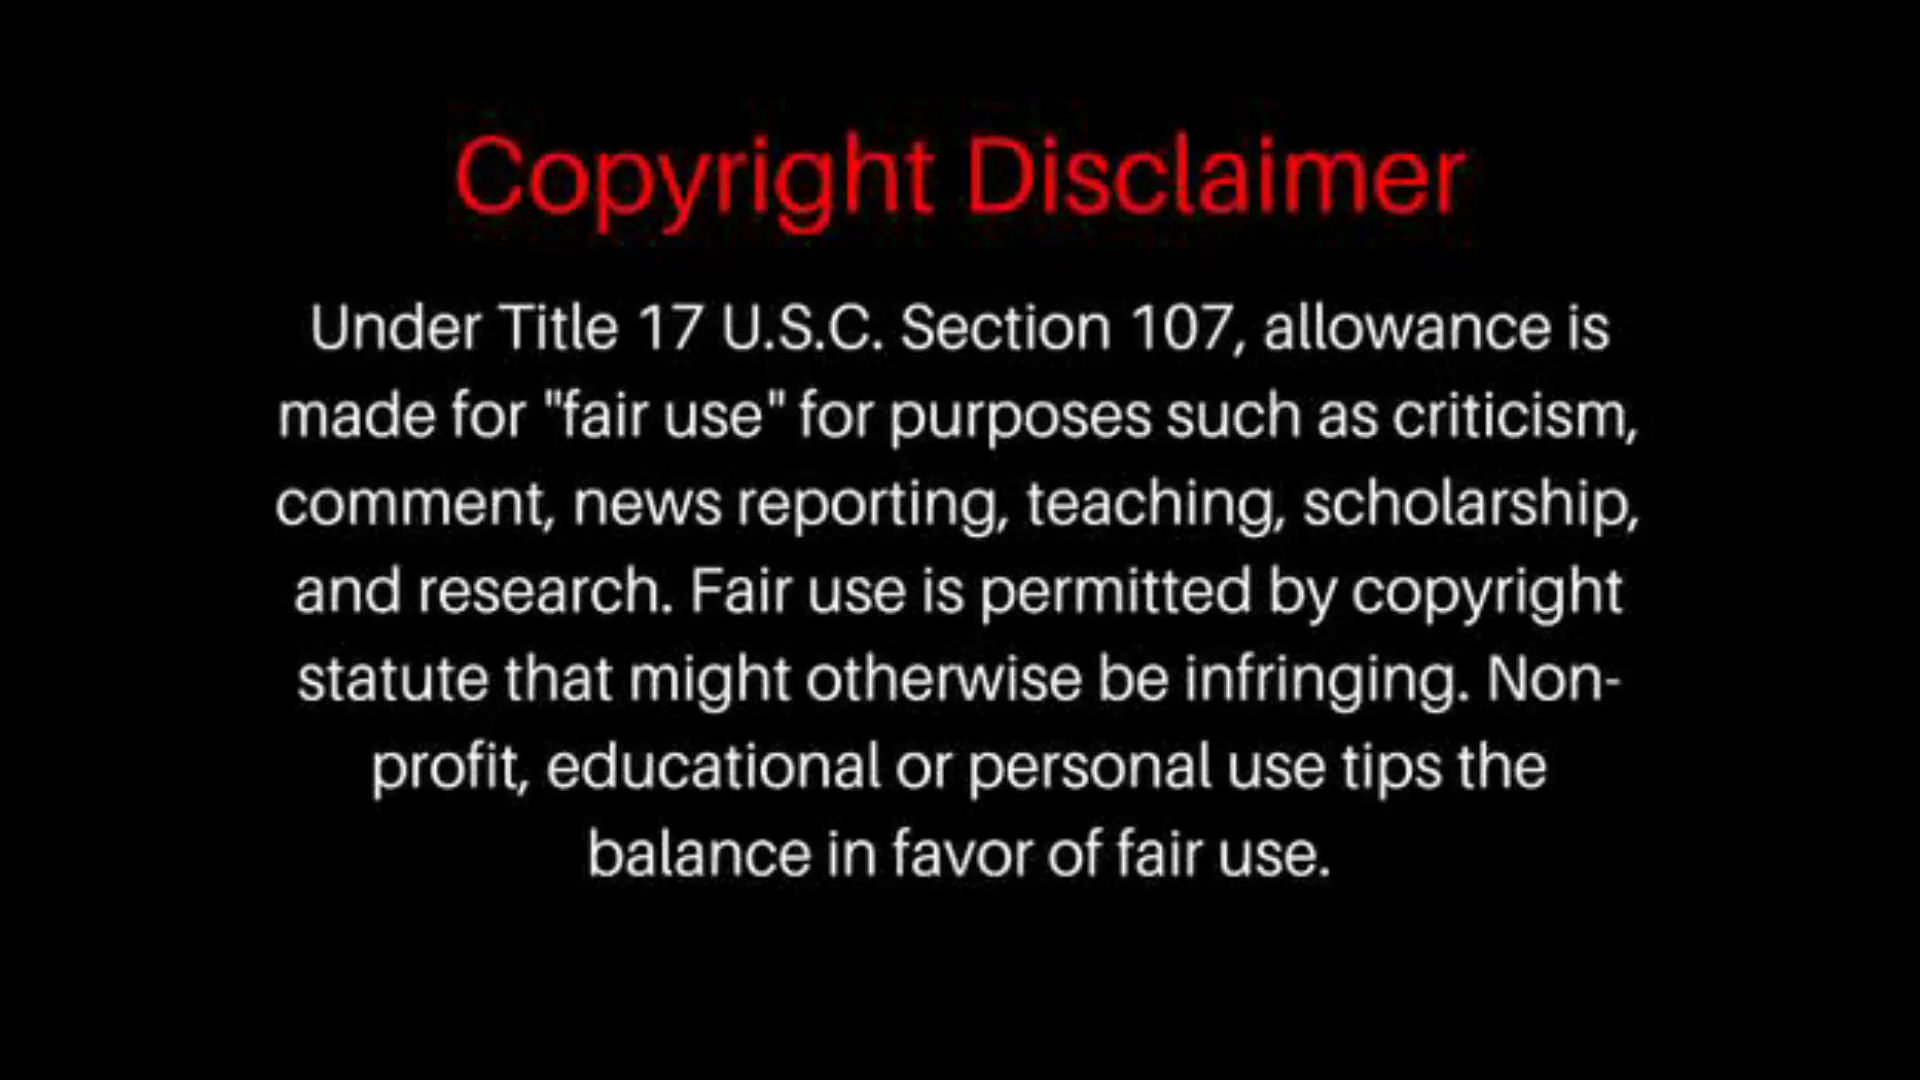 Copyright Disclaimer
Under Title 17 U.S.C. Section 107, allowance is
made for "fair use" for purposes such as criticism,
comment, news reporting, teaching, scholarship,
and research. Fair use is permitted by copyright
statute that might otherwise be infringing. Non-
profit, educational or personal use tips the
balance in favor of fair use.